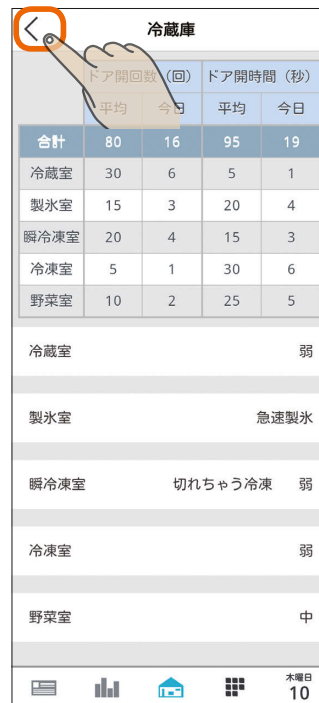 冷蔵庫
ドア開回数（回） ドア開時間（秒）
平均 今日 平均 今日
合計 80 16 95 19
冷蔵室 30 6 5 1
製氷室 15 3 20 4
瞬冷凍室 20 4 15 3
冷凍室 5 1 30 6
野菜室 10 2 25 5
冷蔵室 弱
製氷室 急速製氷
瞬冷凍室 切れちゃう冷凍 弱
冷凍室 弱
野菜室 中
木曜日
10